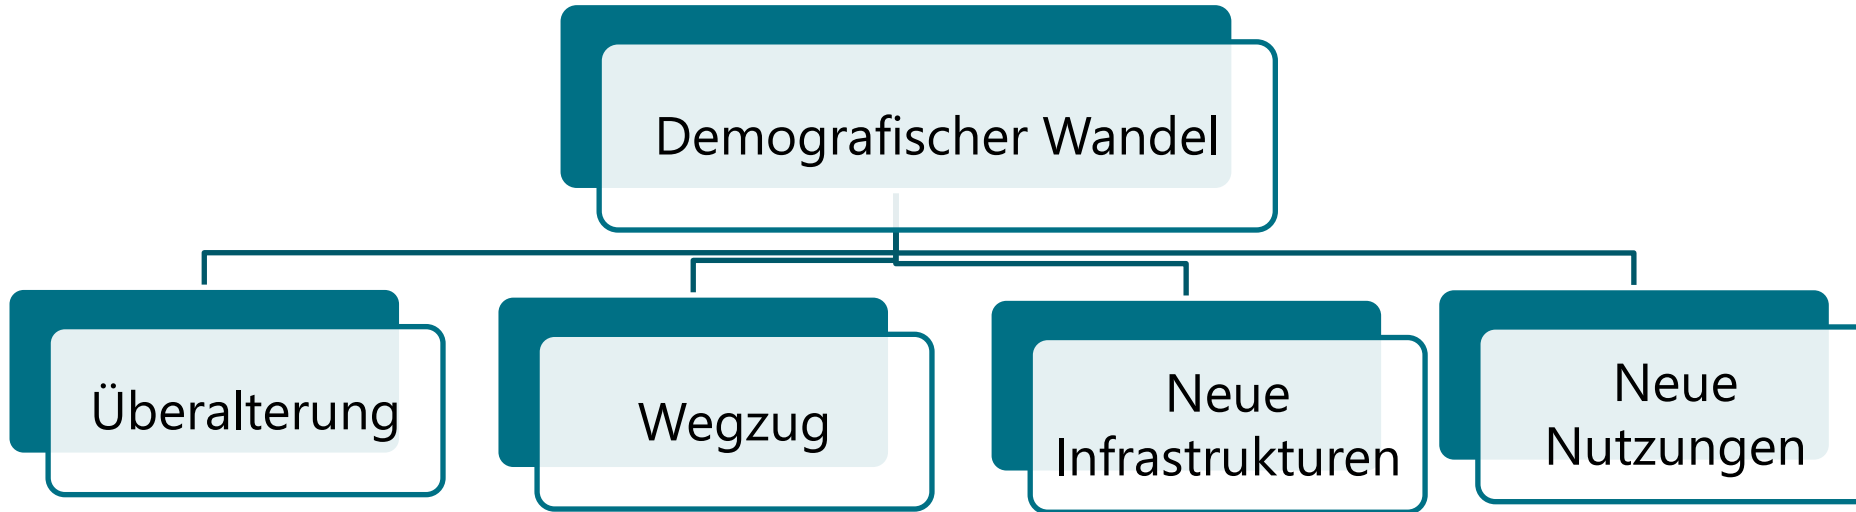 Demografischer Wandel
Überalterung
Wegzug
Neue
Infrastrukturen
Neue
Nutzungen